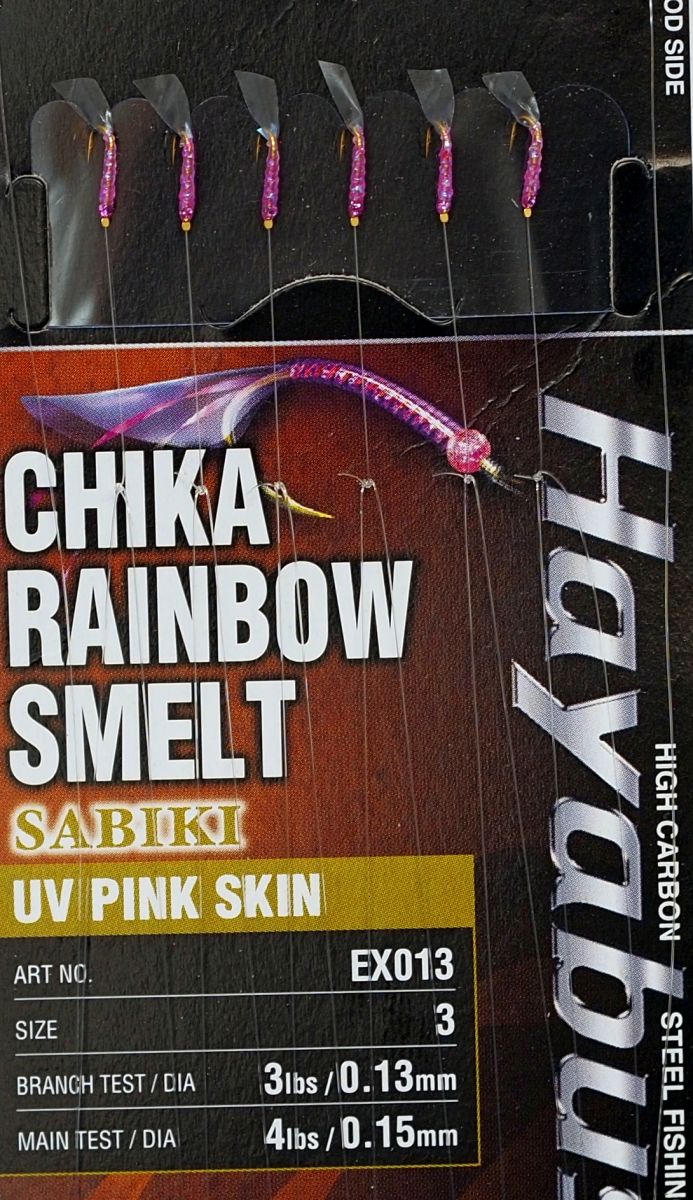 OD SIDE
CHIKA
RAINBOW
SMELT
SABIKI
UV PINK SKIN
ART NO. EX013
SIZE 3
BRANCH TEST / DIA 3lbs / 0.13mm
MAIN TEST / DIA 4lbs / 0.15mm
Hayabu
HIGH CARBON
STEEL FISHIN